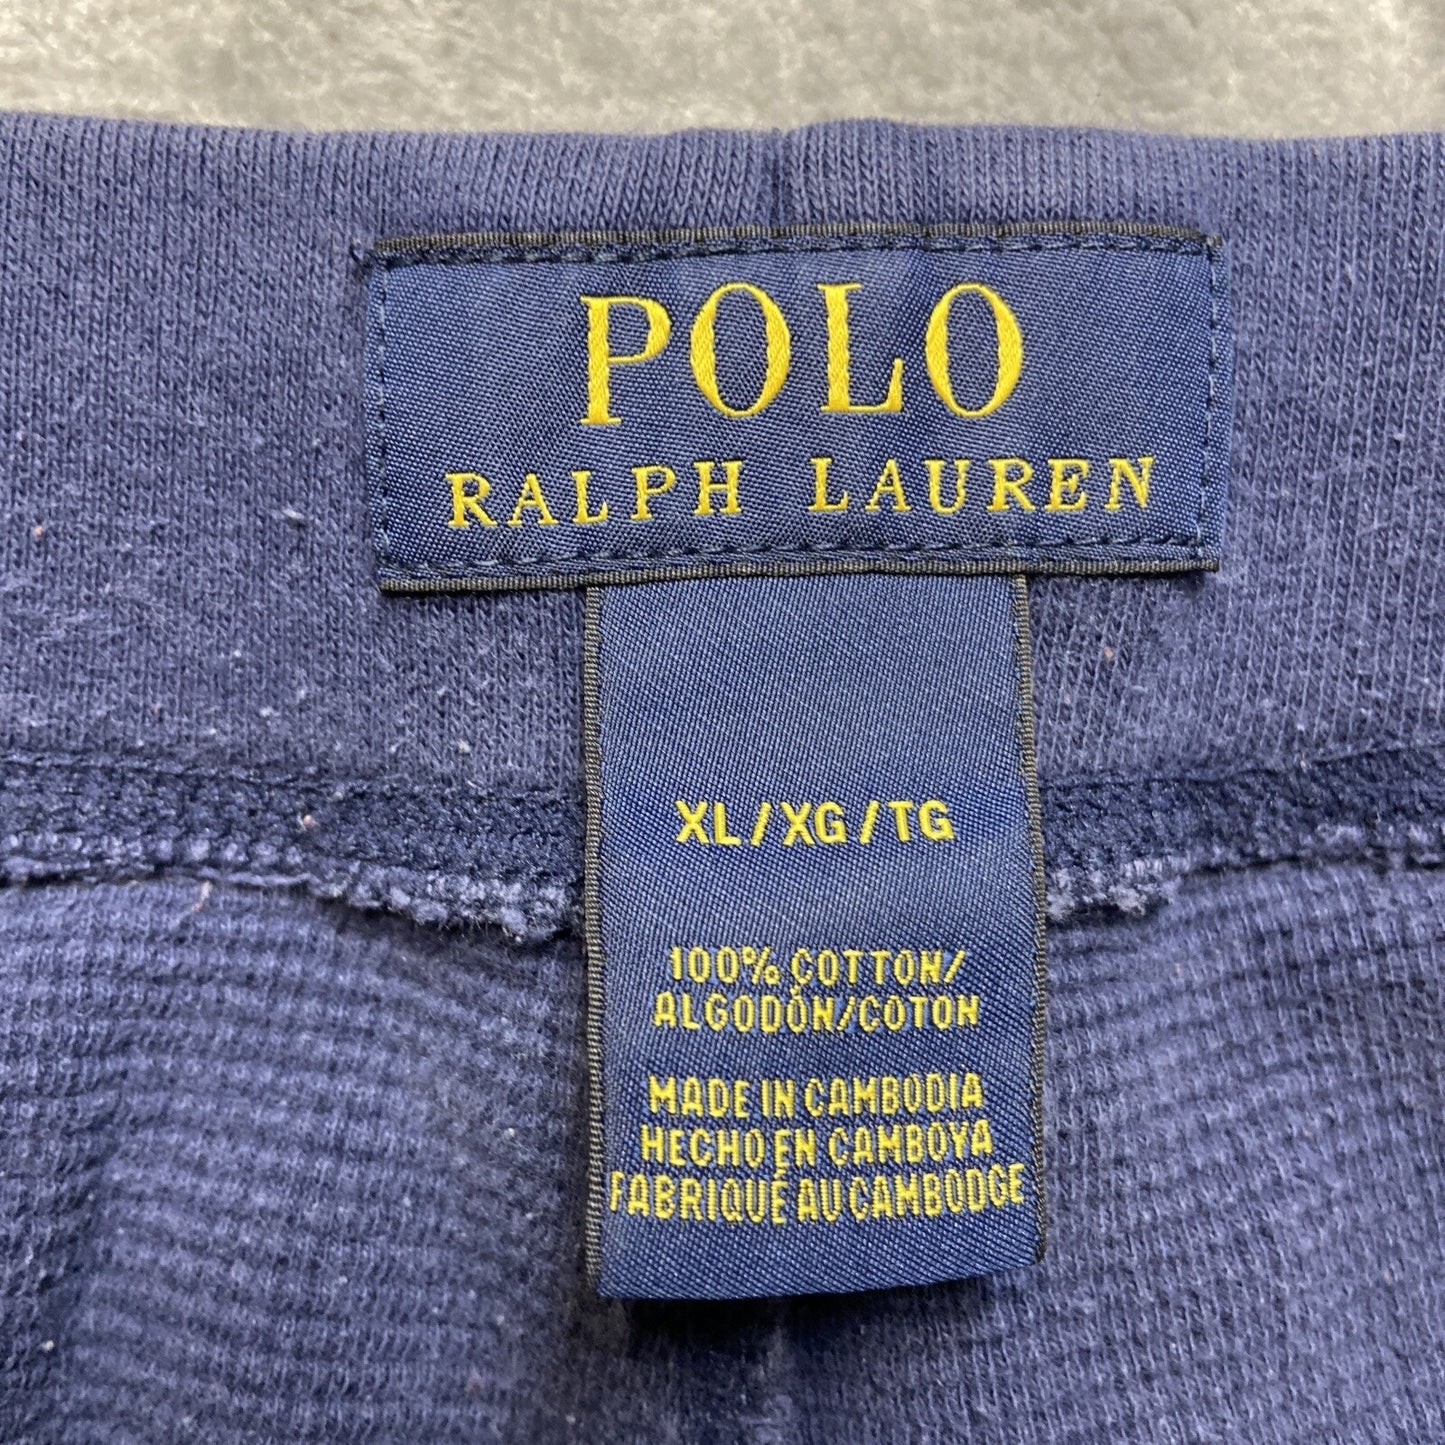 POLO
RALPH LAUREN
XL/XG/TG
100% COTTON/
ALGODÓN/COTON
MADE IN CAMBODIA
HECHO EN CAMBOYA
FABRIQUÉ AU CAMBODGE